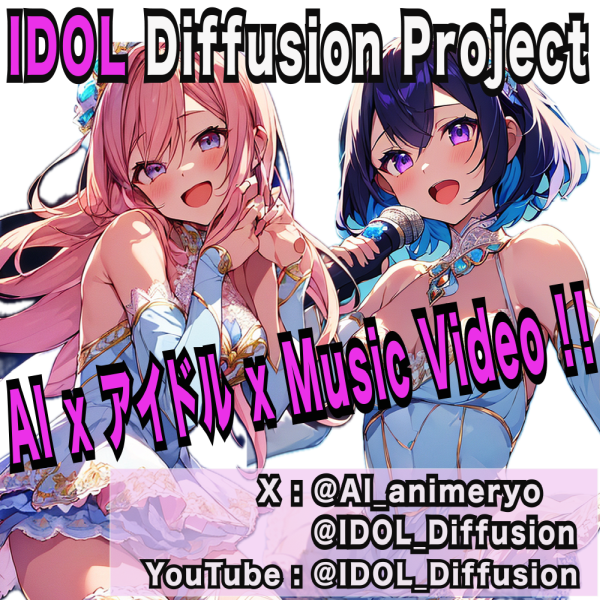 IDOL Diffusion Project
AI x アイドル x Music Video !!
X : @AI_animeryo
@IDOL_Diffusion
YouTube : @IDOL_Diffusion